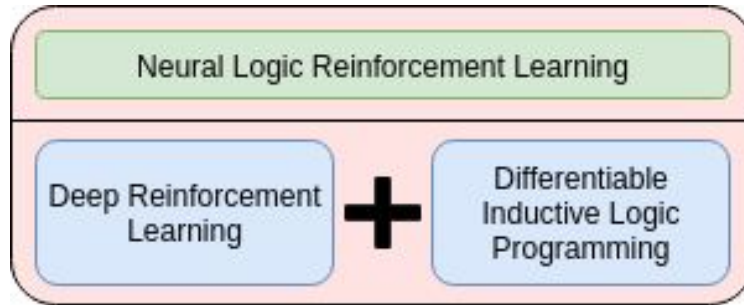 Neural Logic Reinforcement Learning
Deep Reinforcement
Learning
Differentiable
Inductive Logic
Programming